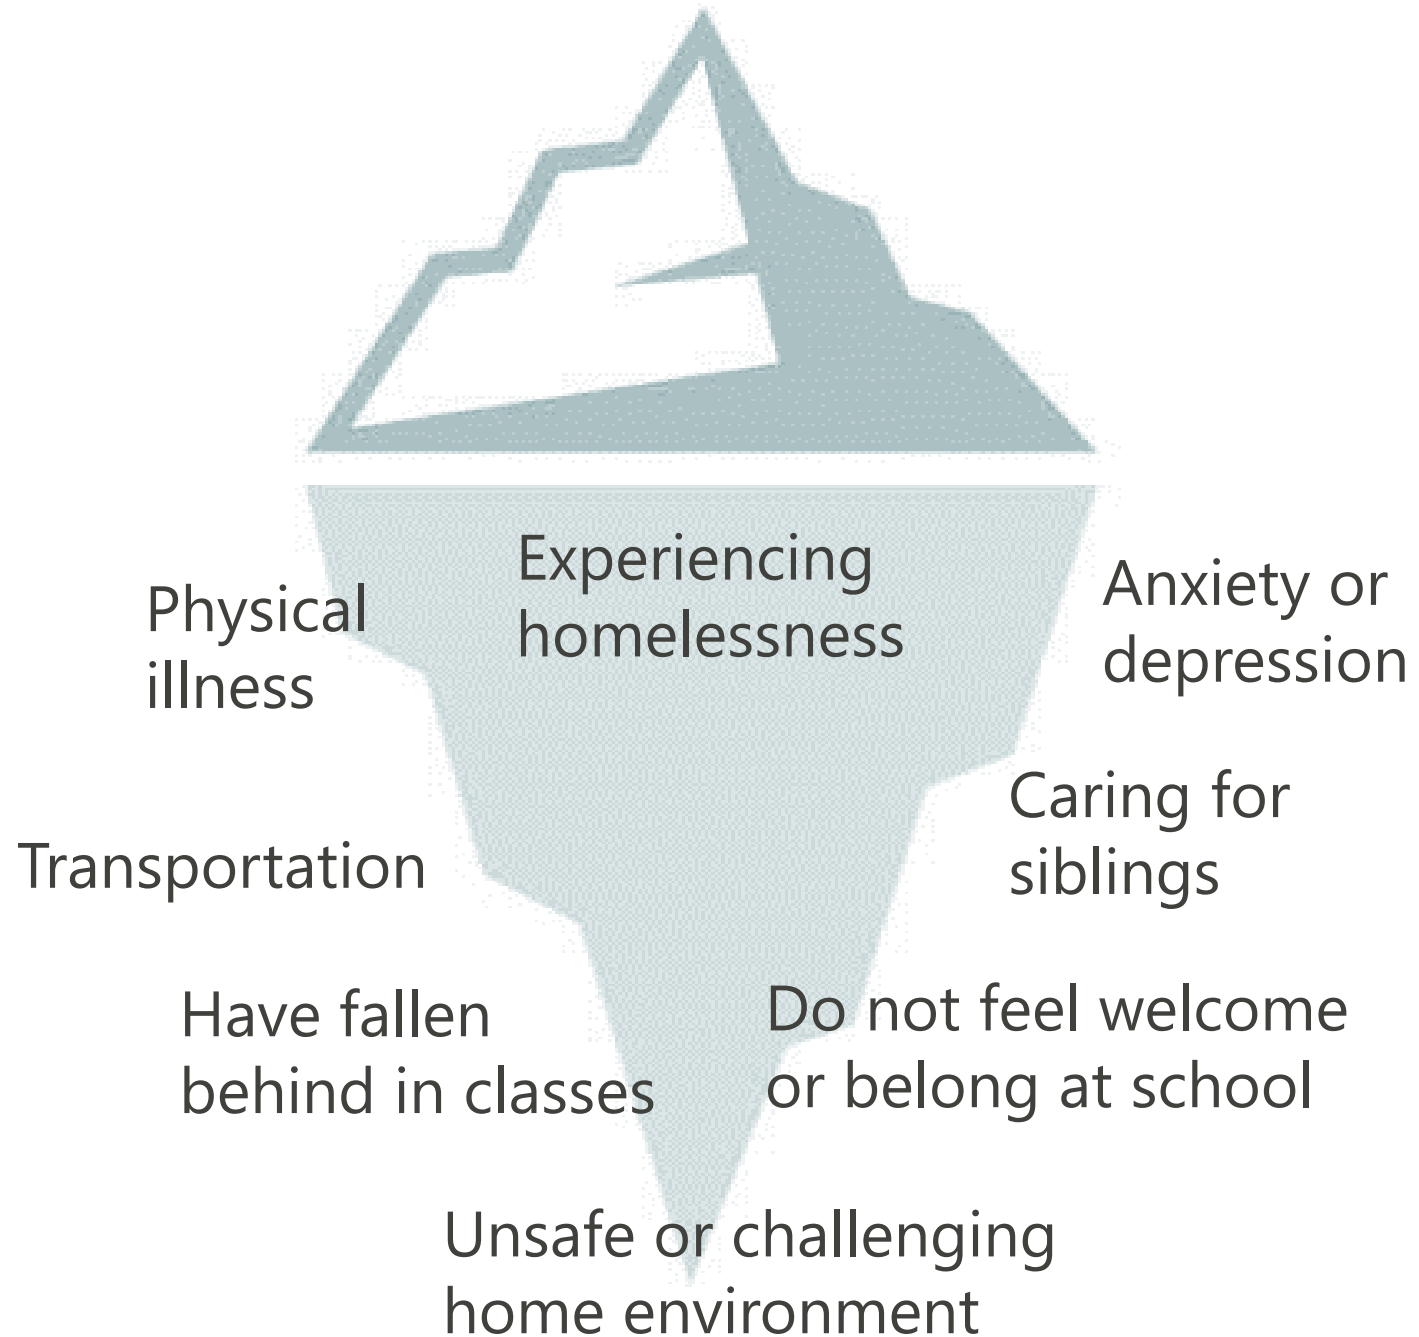 Experiencing
homelessness
Physical
illness
Anxiety or
depression
Transportation
Caring for
siblings
Have fallen
behind in classes
Do not feel welcome
or belong at school
Unsafe or challenging
home environment